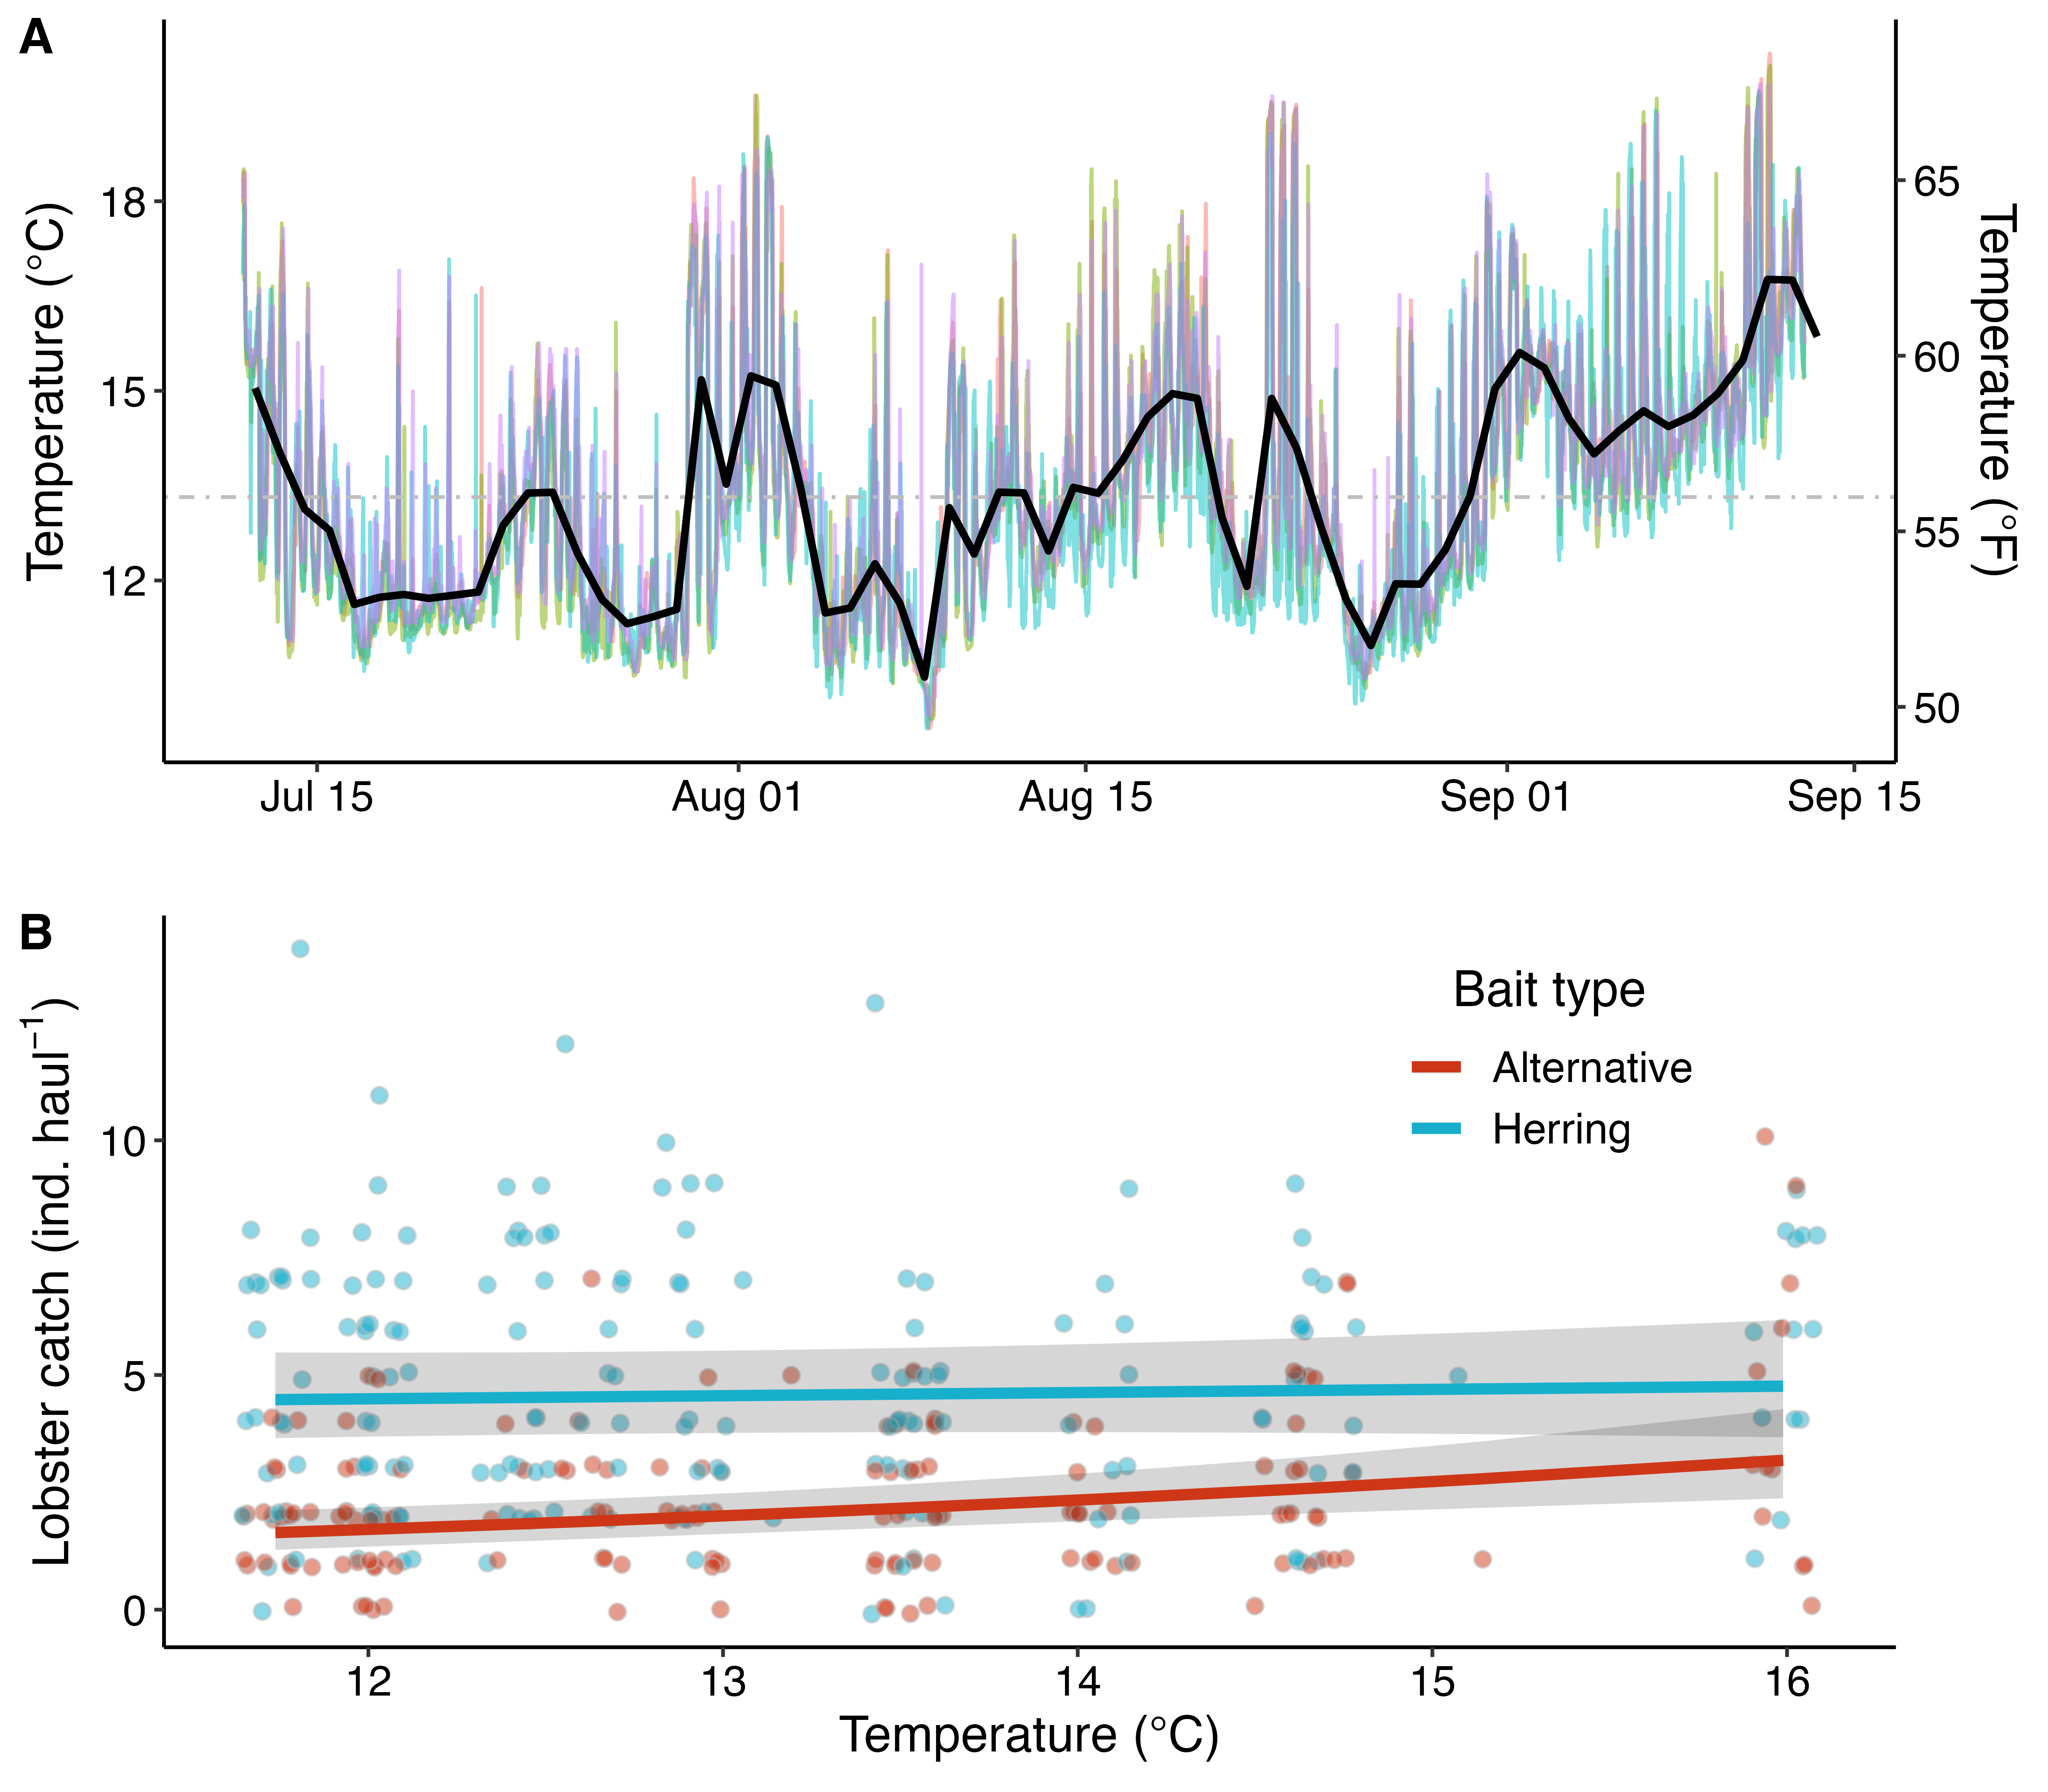 A
Temperature (°C)
18
15
12
65
60
55
50
Temperature (°F)
Jul 15
Aug 01
Aug 15
Sep 01
Sep 15
B
Lobster catch (ind. haul⁻¹)
10
5
0
Bait type
Alternative
Herring
12
13
14
15
16
Temperature (°C)